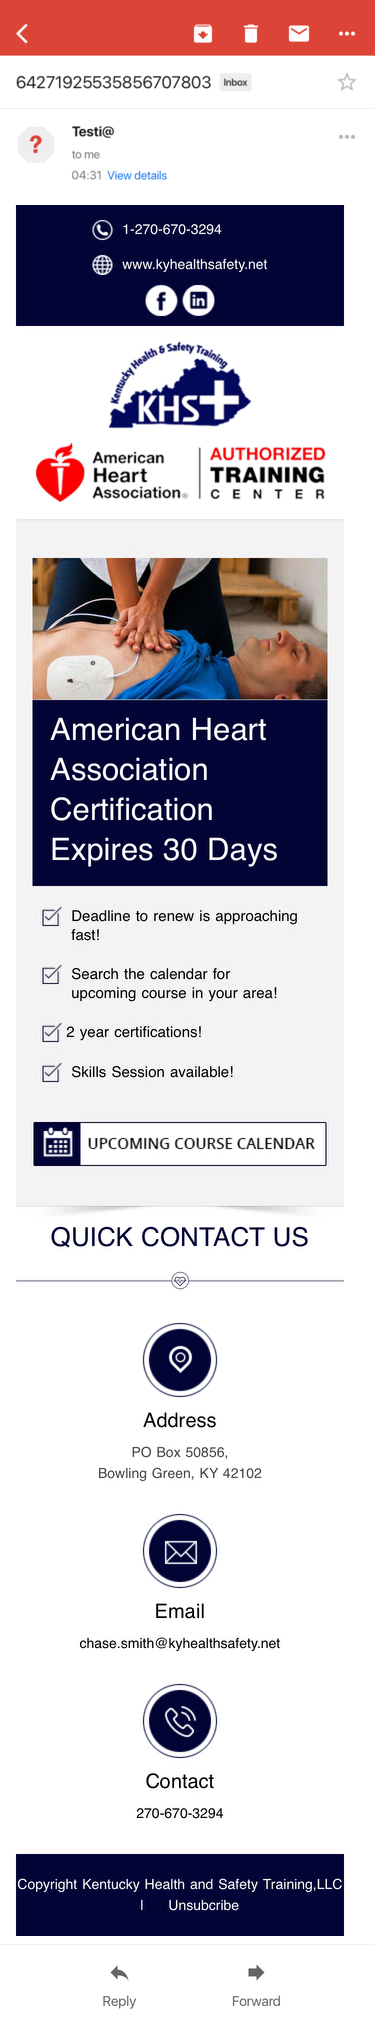 64271925535856707803 Inbox
?
Testi@
to me
04:31 View details
1-270-670-3294
www.kyhealthsafety.net
f in
Kentucky Health & Safety Training
KHS+
American
Heart
Association®
AUTHORIZED
TRAINING
CENTER
American Heart
Association
Certification
Expires 30 Days
Deadline to renew is approaching
fast!
Search the calendar for
upcoming course in your area!
2 year certifications!
Skills Session available!
UPCOMING COURSE CALENDAR
QUICK CONTACT US
Address
PO Box 50856,
Bowling Green, KY 42102
Email
chase.smith@kyhealthsafety.net
Contact
270-670-3294
Copyright Kentucky Health and Safety Training,LLC
| Unsubcribe
Reply Forward